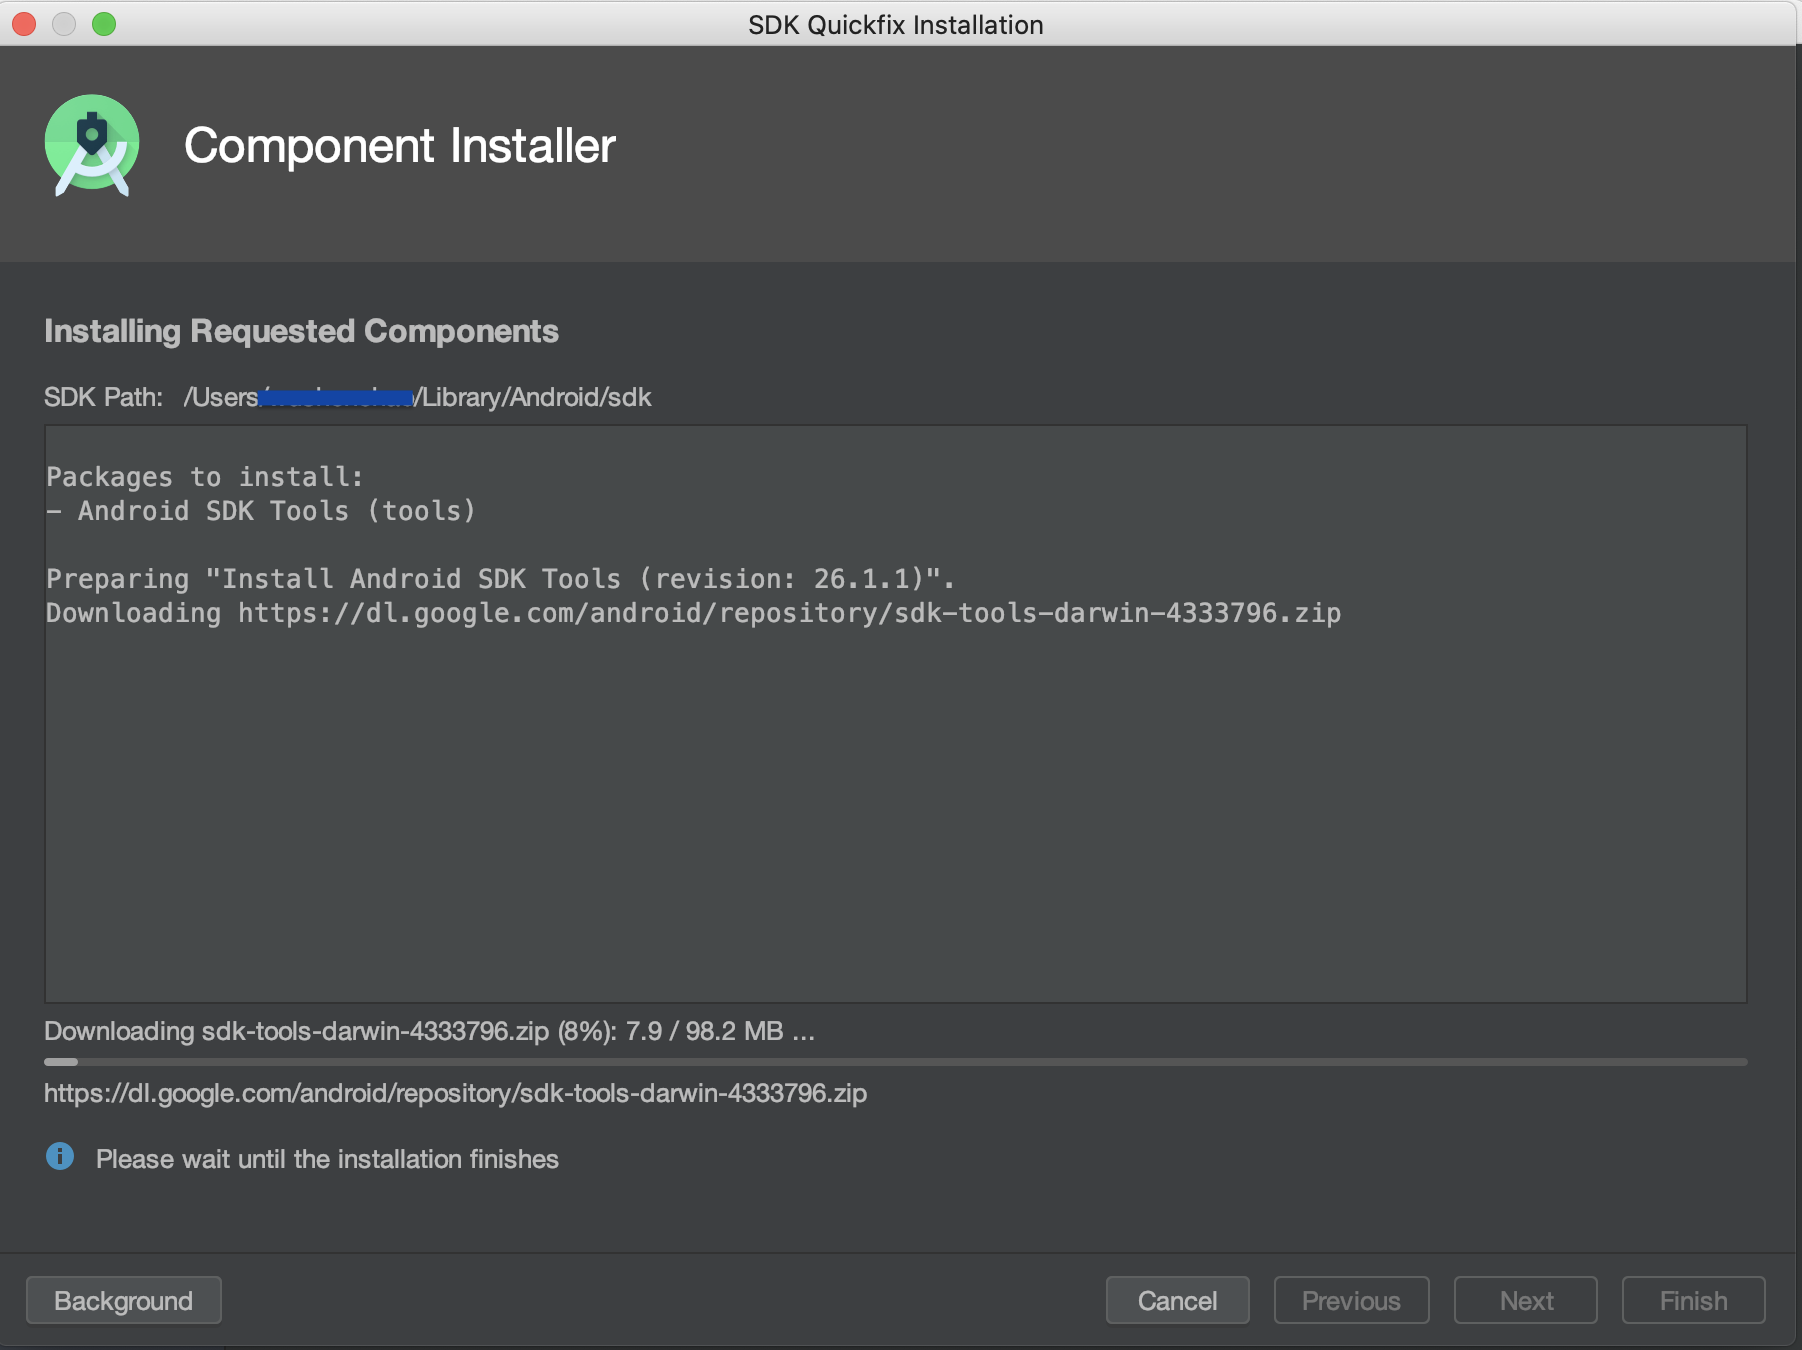 SDK Quickfix Installation
Component Installer
Installing Requested Components
SDK Path: /Users/ /Library/Android/sdk
Packages to install:
- Android SDK Tools (tools)
Preparing "Install Android SDK Tools (revision: 26.1.1)".
Downloading https://dl.google.com/android/repository/sdk-tools-darwin-4333796.zip
Downloading sdk-tools-darwin-4333796.zip (8%): 7.9 / 98.2 MB ...
https://dl.google.com/android/repository/sdk-tools-darwin-4333796.zip
Please wait until the installation finishes
Background Cancel Previous Next Finish